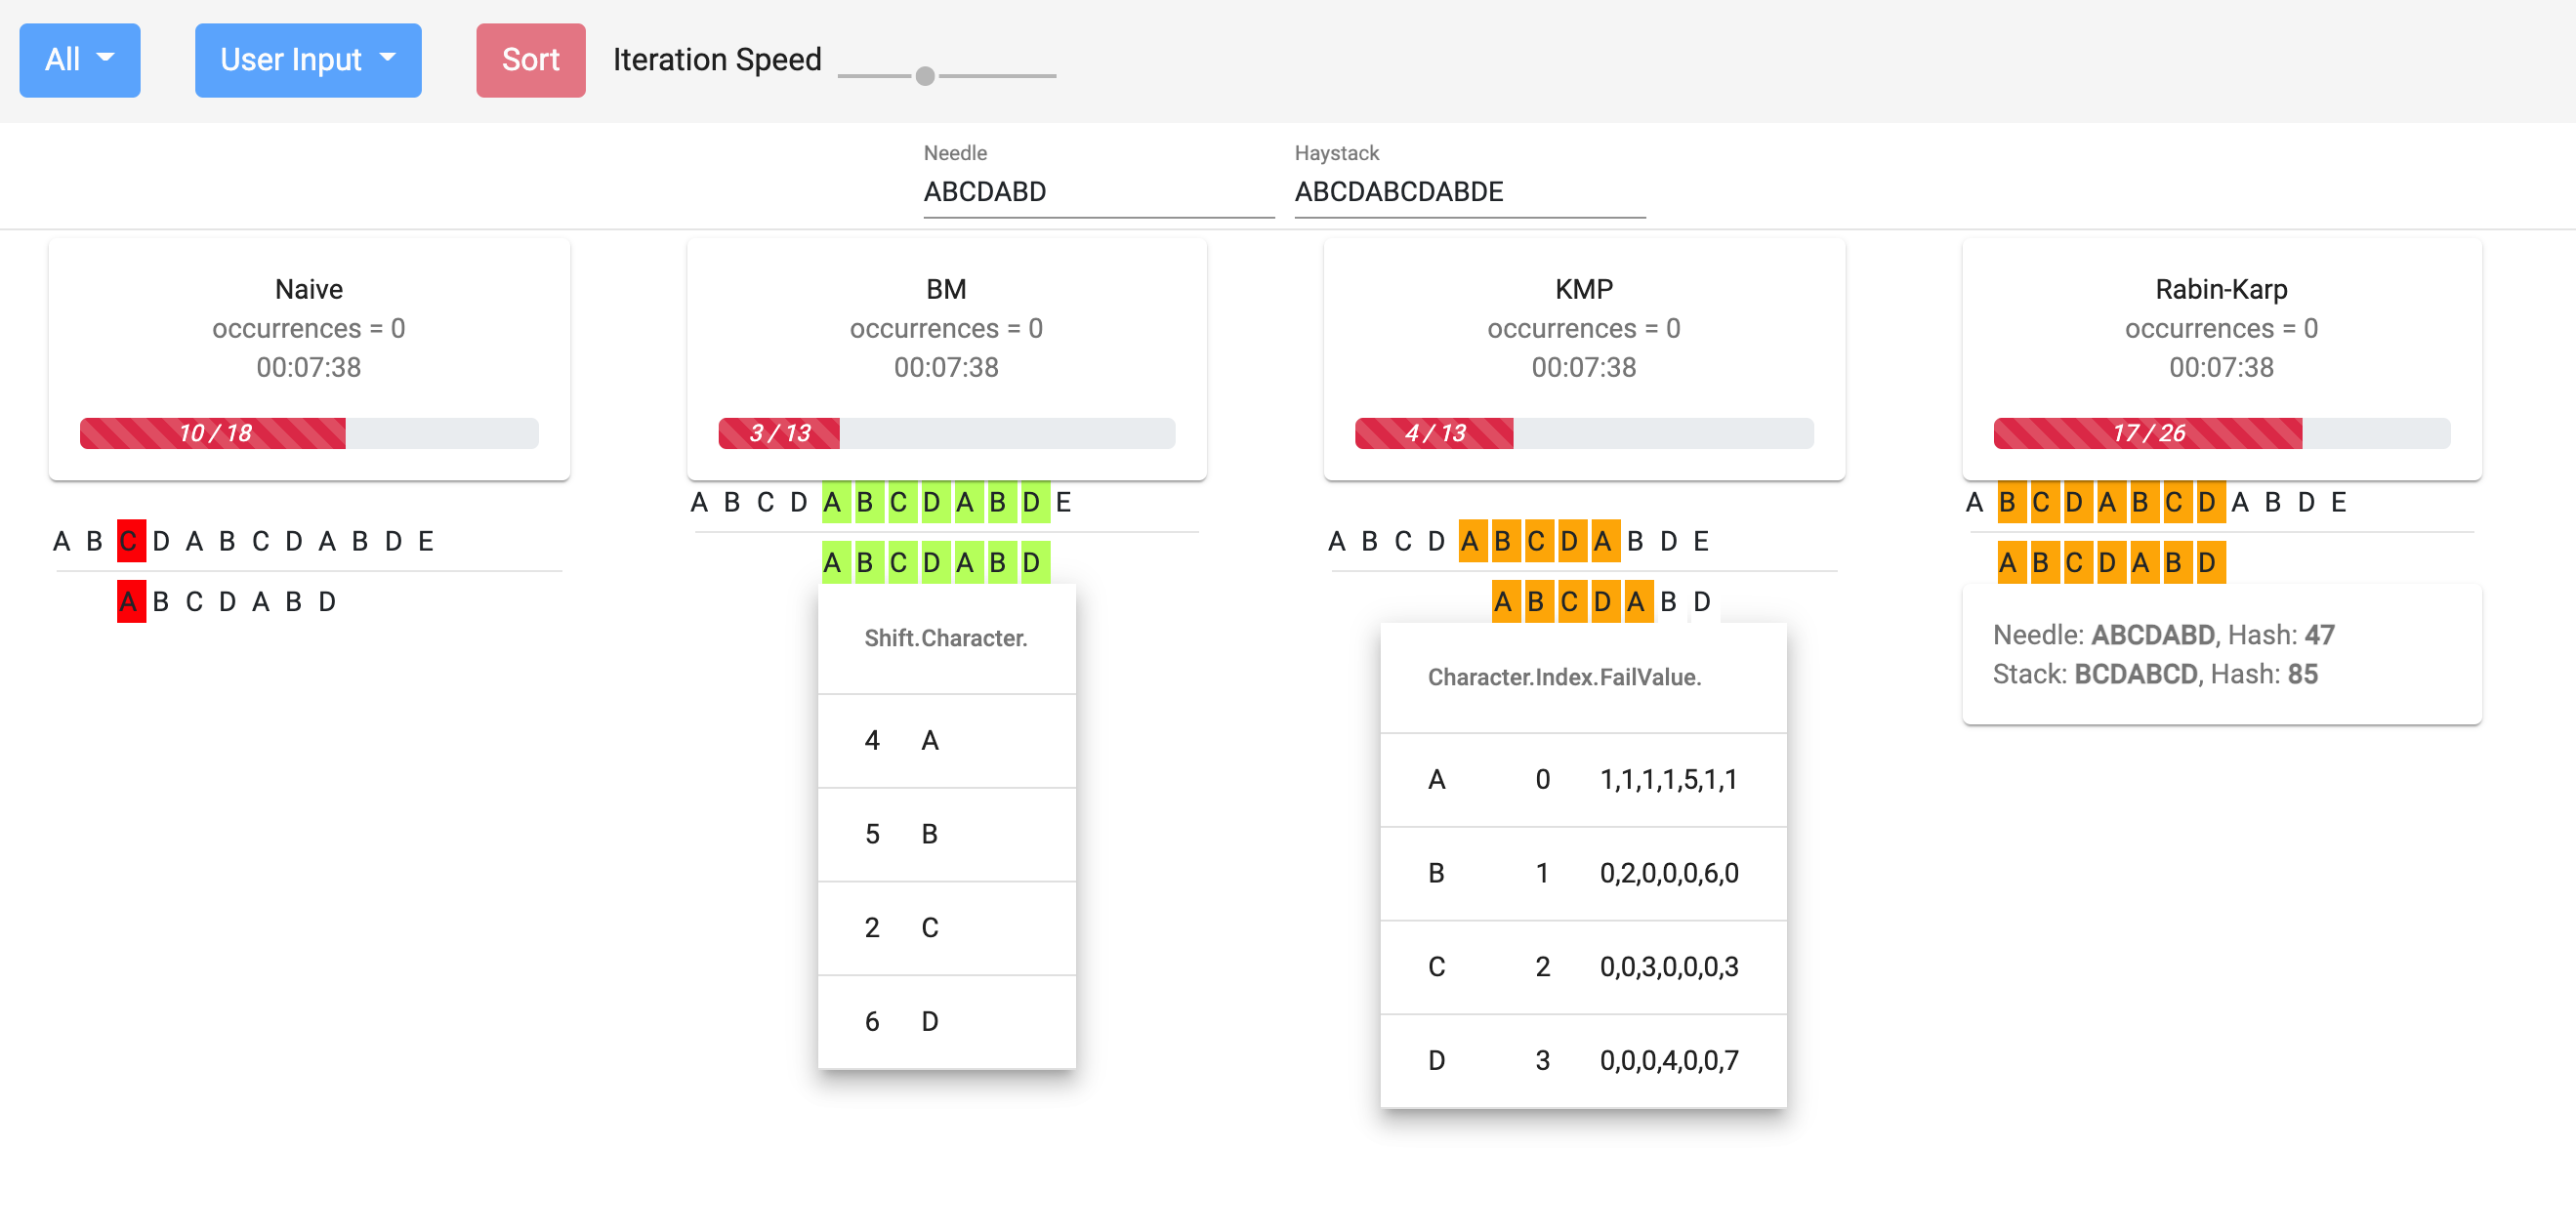 All User Input Sort Iteration Speed
Needle Haystack
ABCDABD ABCDABCDABDE
Naive
occurrences = 0
00:07:38
10 / 18
A B C D A B C D A B D E
A B C D A B D
BM
occurrences = 0
00:07:38
3 / 13
A B C D A B C D A B D E
A B C D A B D
Shift. Character.
4 A
5 B
2 C
6 D
KMP
occurrences = 0
00:07:38
4 / 13
A B C D A B C D A B D E
A B C D A B D
Character. Index. FailValue.
A 0 1,1,1,1,5,1,1
B 1 0,2,0,0,0,6,0
C 2 0,0,3,0,0,0,3
D 3 0,0,0,4,0,0,7
Rabin-Karp
occurrences = 0
00:07:38
17 / 26
A B C D A B C D A B D E
A B C D A B D
Needle: ABCDABD, Hash: 47
Stack: BCDABCD, Hash: 85